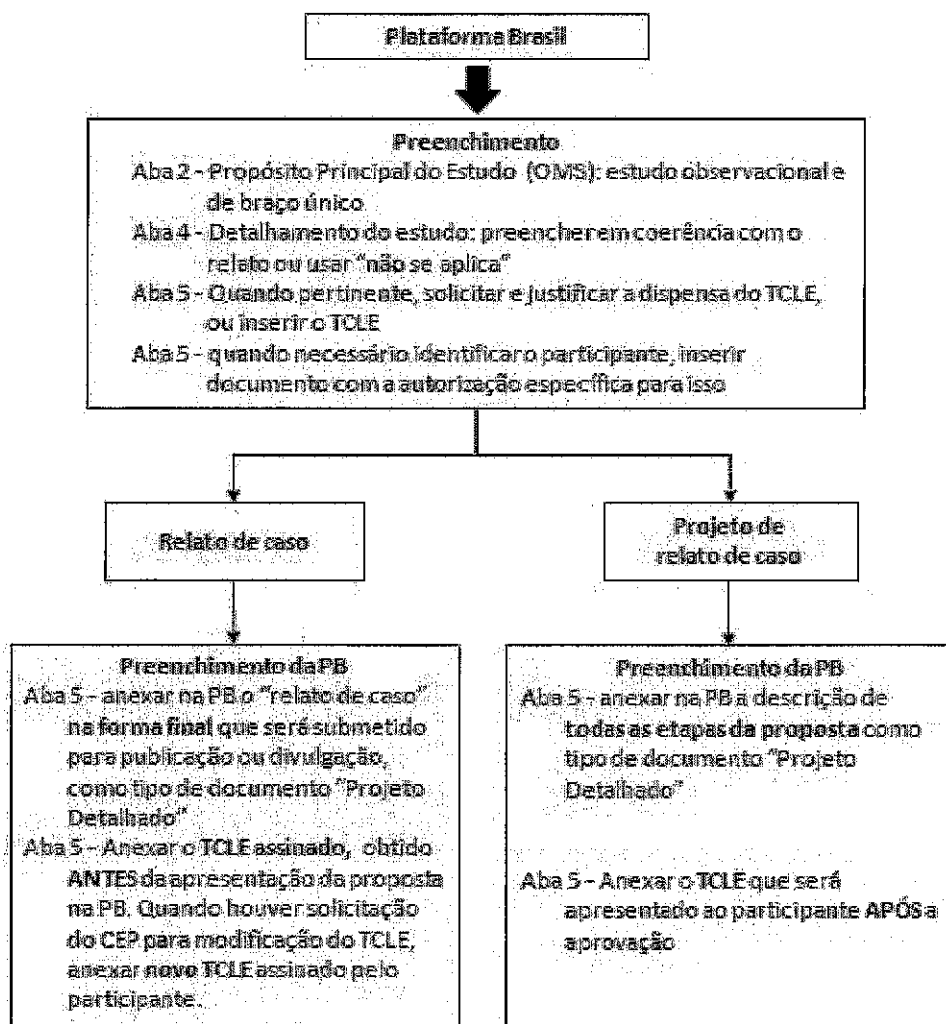 Plataforma Brasil
Preenchimento
Aba 2 - Propósito Principal do Estudo (OMS): estudo observacional e
de braço único
Aba 4 - Detalhamento do estudo: preencher em coerência com o
relato ou usar "não se aplica"
Aba 5 - Quando pertinente, solicitar e justificar a dispensa do TCLE,
ou inserir o TCLE
Aba 5 - quando necessário identificar o participante, inserir
documento com a autorização específica para isso
Relato de caso
Projeto de
relato de caso
Preenchimento da PB
Aba 5 - anexar na PB o "relato de caso"
na forma final que será submetido
para publicação ou divulgação,
como tipo de documento "Projeto
Detalhado"
Aba 5 - Anexar o TCLE assinado, obtido
ANTES da apresentação da proposta
na PB. Quando houver solicitação
do CEP para modificação do TCLE,
anexar novo TCLE assinado pelo
participante.
Preenchimento da PB
Aba 5 - anexar na PB a descrição de
todas as etapas da proposta como
tipo de documento "Projeto
Detalhado"
Aba 5 - Anexar o TCLE que será
apresentado ao participante APÓS a
aprovação